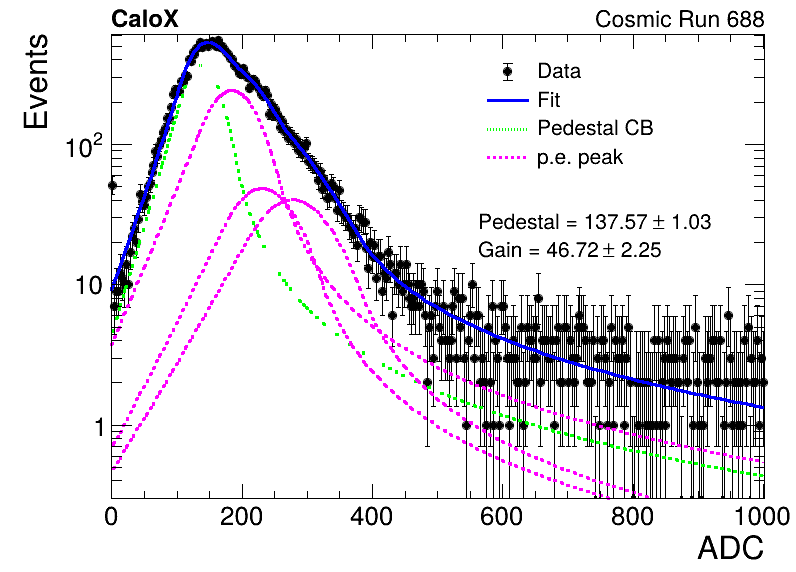 CaloX Cosmic Run 688
Events
Data
Fit
Pedestal CB
p.e. peak
Pedestal = 137.57 ± 1.03
Gain = 46.72 ± 2.25
10²
10
1
0 200 400 600 800 1000
ADC